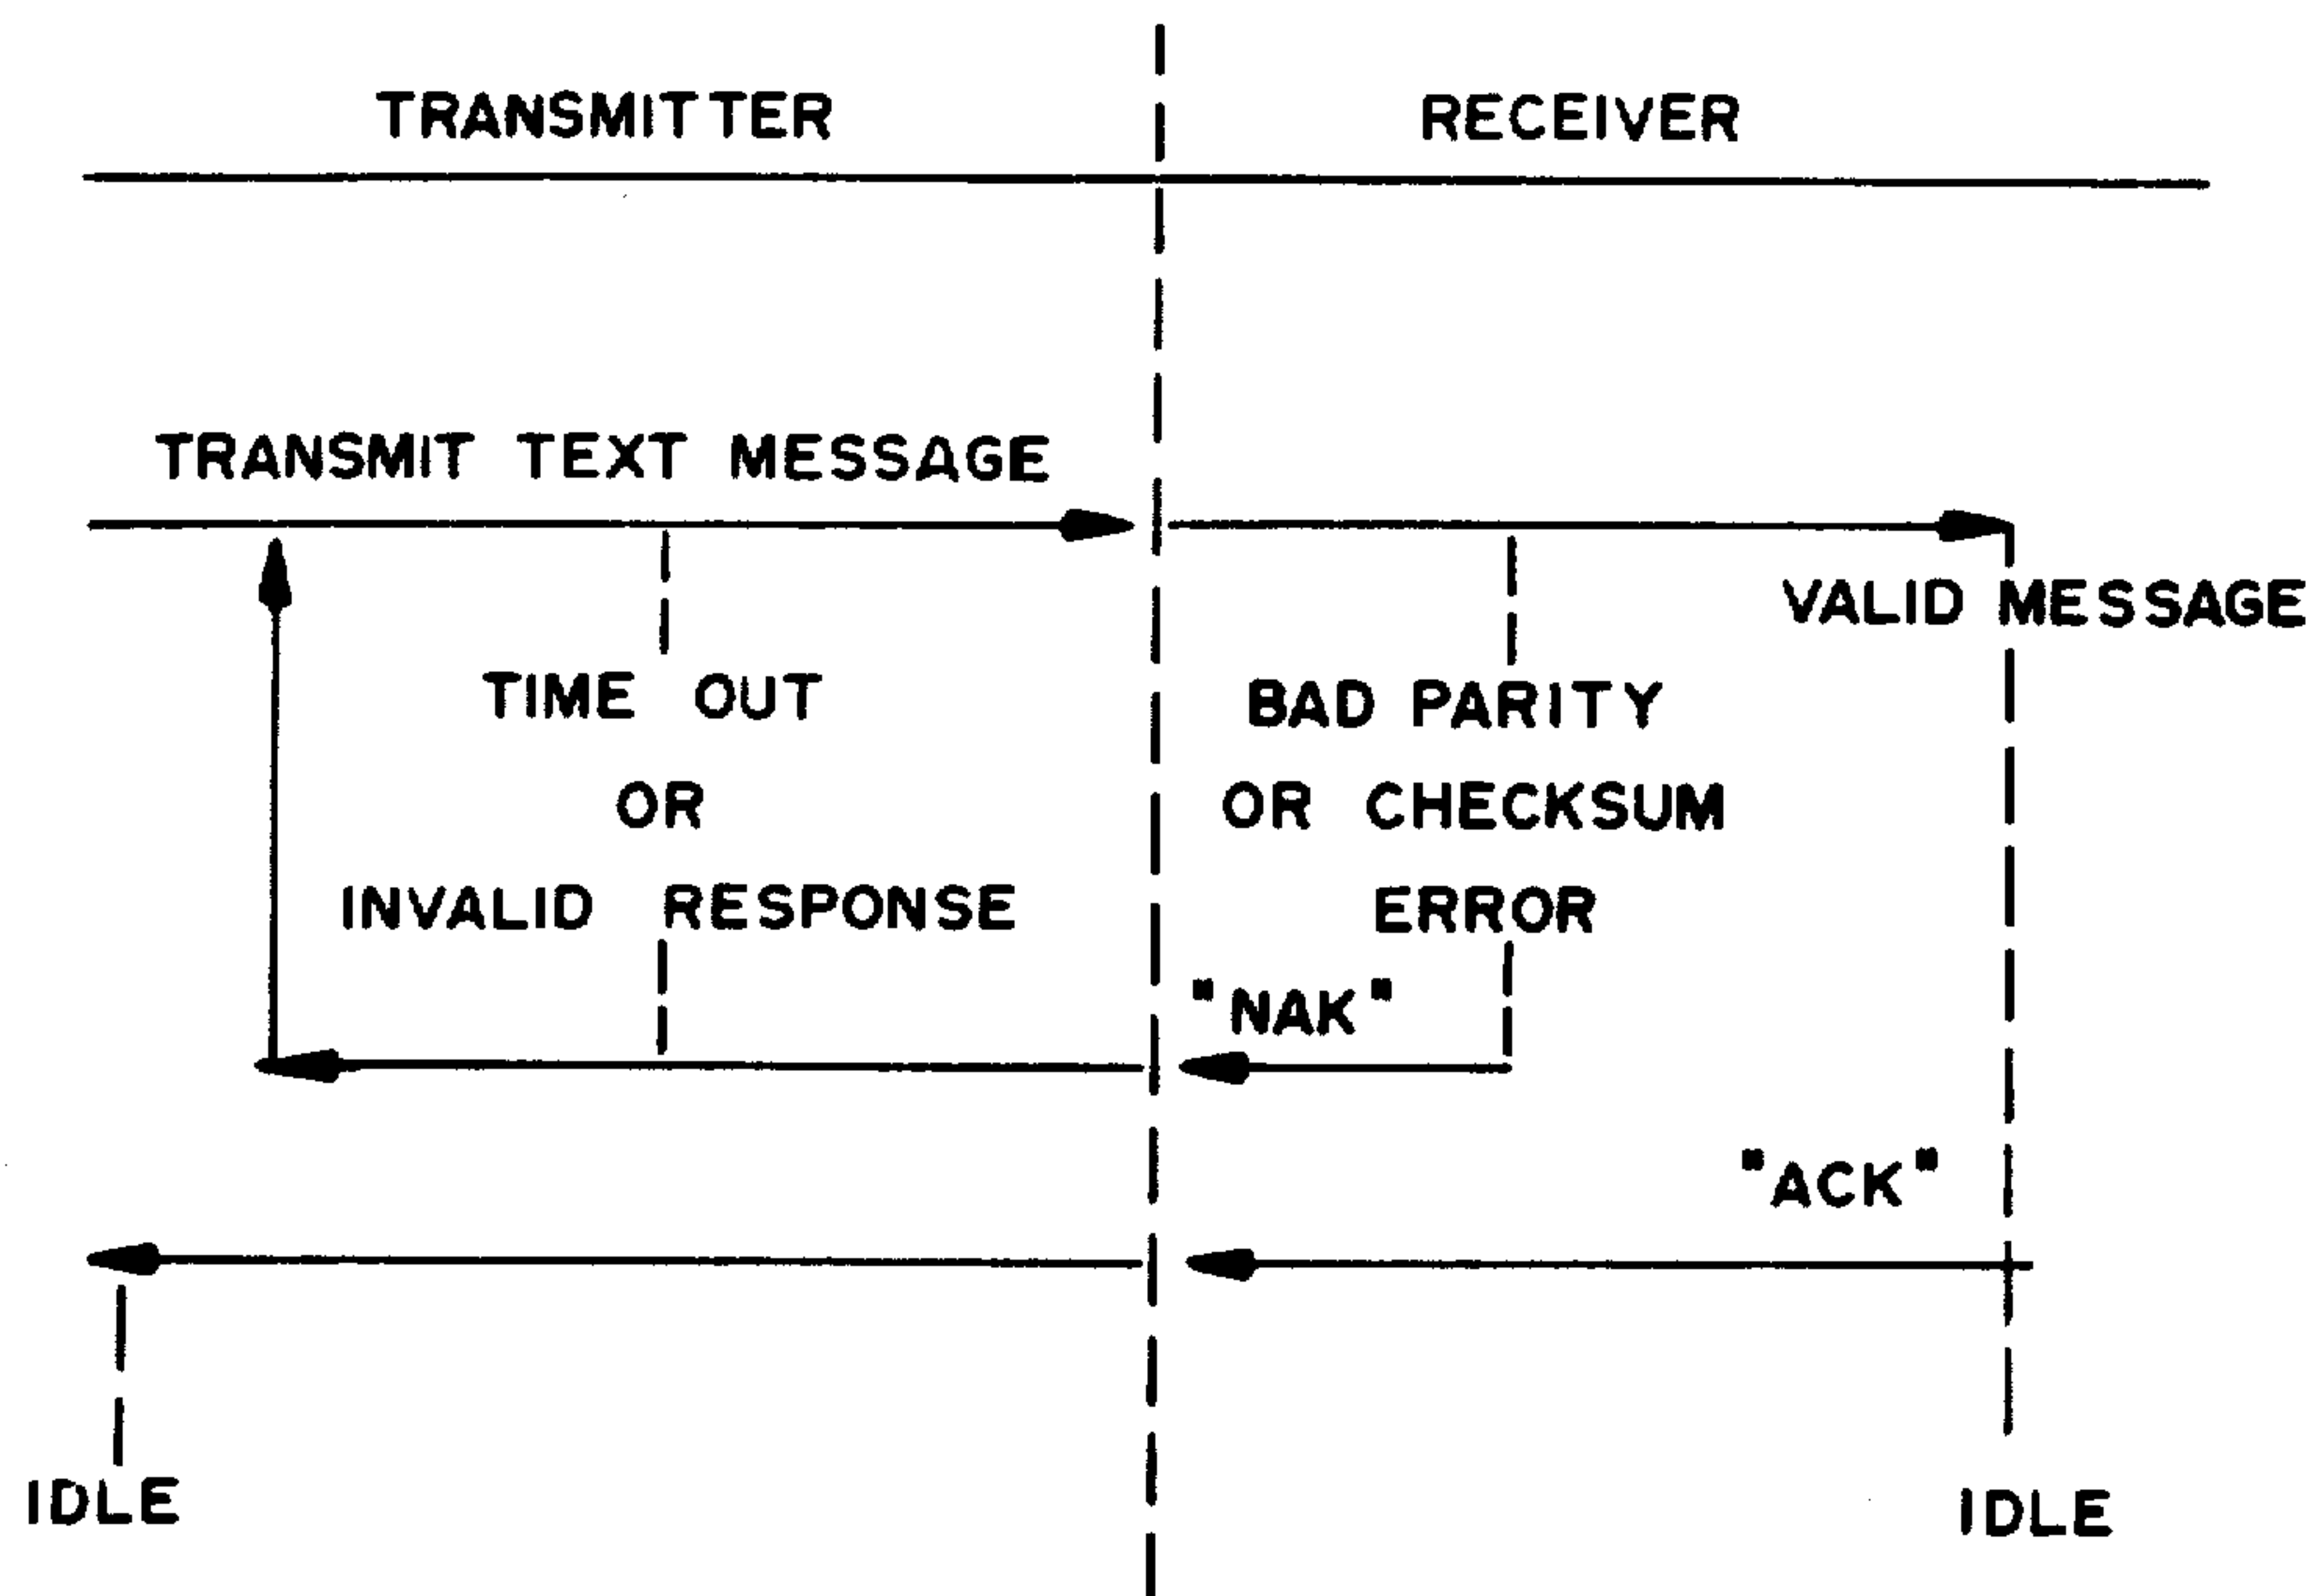 TRANSMITTER
RECEIVER
TRANSMIT TEXT MESSAGE
VALID MESSAGE
TIME OUT
OR
INVALID RESPONSE
BAD PARITY
OR CHECKSUM
ERROR
"NAK"
"ACK"
IDLE
IDLE